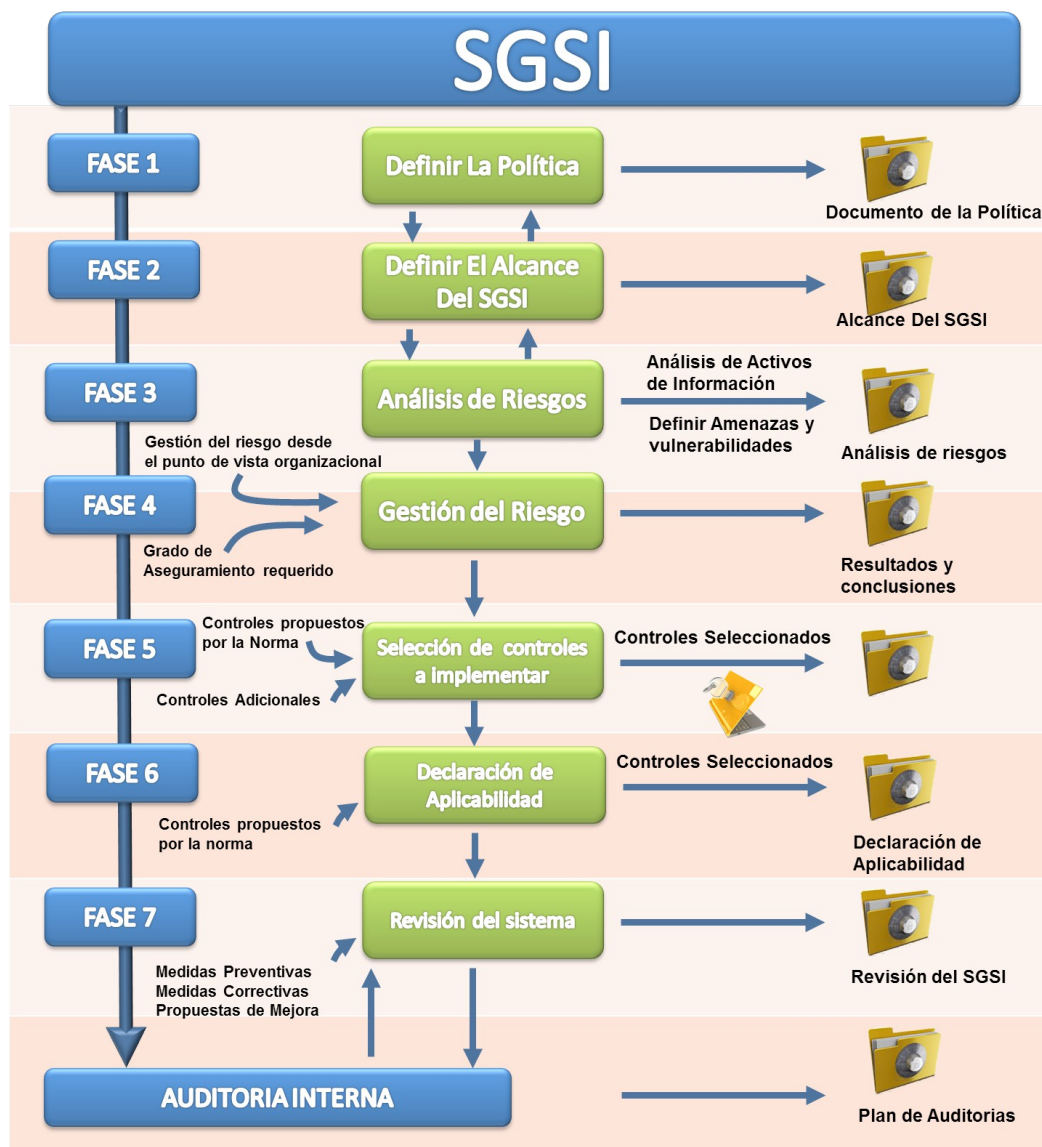 SGSI
FASE 1
Definir La Política
Documento de la Política
FASE 2
Definir El Alcance
Del SGSI
Alcance Del SGSI
FASE 3
Análisis de Riesgos
Análisis de Activos
de Información
Definir Amenazas y
vulnerabilidades
Análisis de riesgos
Gestión del riesgo desde
el punto de vista organizacional
FASE 4
Gestión del Riesgo
Grado de
Aseguramiento requerido
Resultados y
conclusiones
FASE 5
Controles propuestos
por la Norma
Controles Adicionales
Selección de controles
a Implementar
Controles Seleccionados
FASE 6
Declaración de
Aplicabilidad
Controles Seleccionados
Controles propuestos
por la norma
Declaración de
Aplicabilidad
FASE 7
Revisión del sistema
Medidas Preventivas
Medidas Correctivas
Propuestas de Mejora
Revisión del SGSI
AUDITORIA INTERNA
Plan de Auditorias